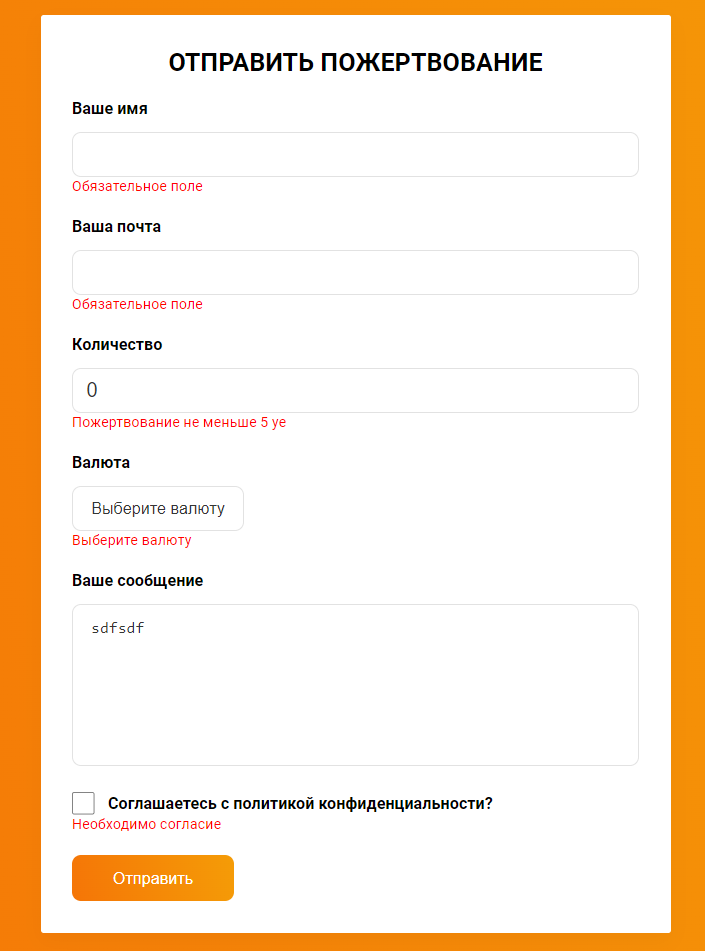 ОТПРАВИТЬ ПОЖЕРТВОВАНИЕ
Ваше имя
Обязательное поле
Ваша почта
Обязательное поле
Количество
0
Пожертвование не меньше 5 уе
Валюта
Выберите валюту
Выберите валюту
Ваше сообщение
sdfsdf
Соглашаетесь с политикой конфиденциальности?
Необходимо согласие
Отправить